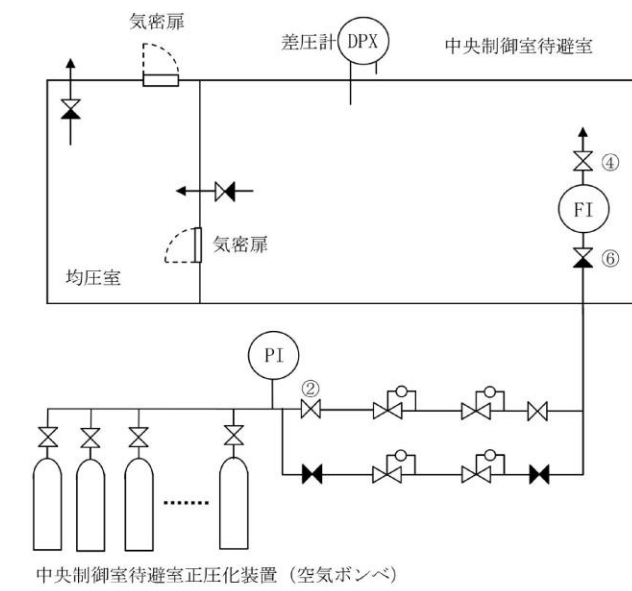 気密扉
差圧計
DPX
中央制御室待避室
④
FI
⑥
気密扉
均圧室
PI
②
中央制御室待避室正圧化装置（空気ボンベ）